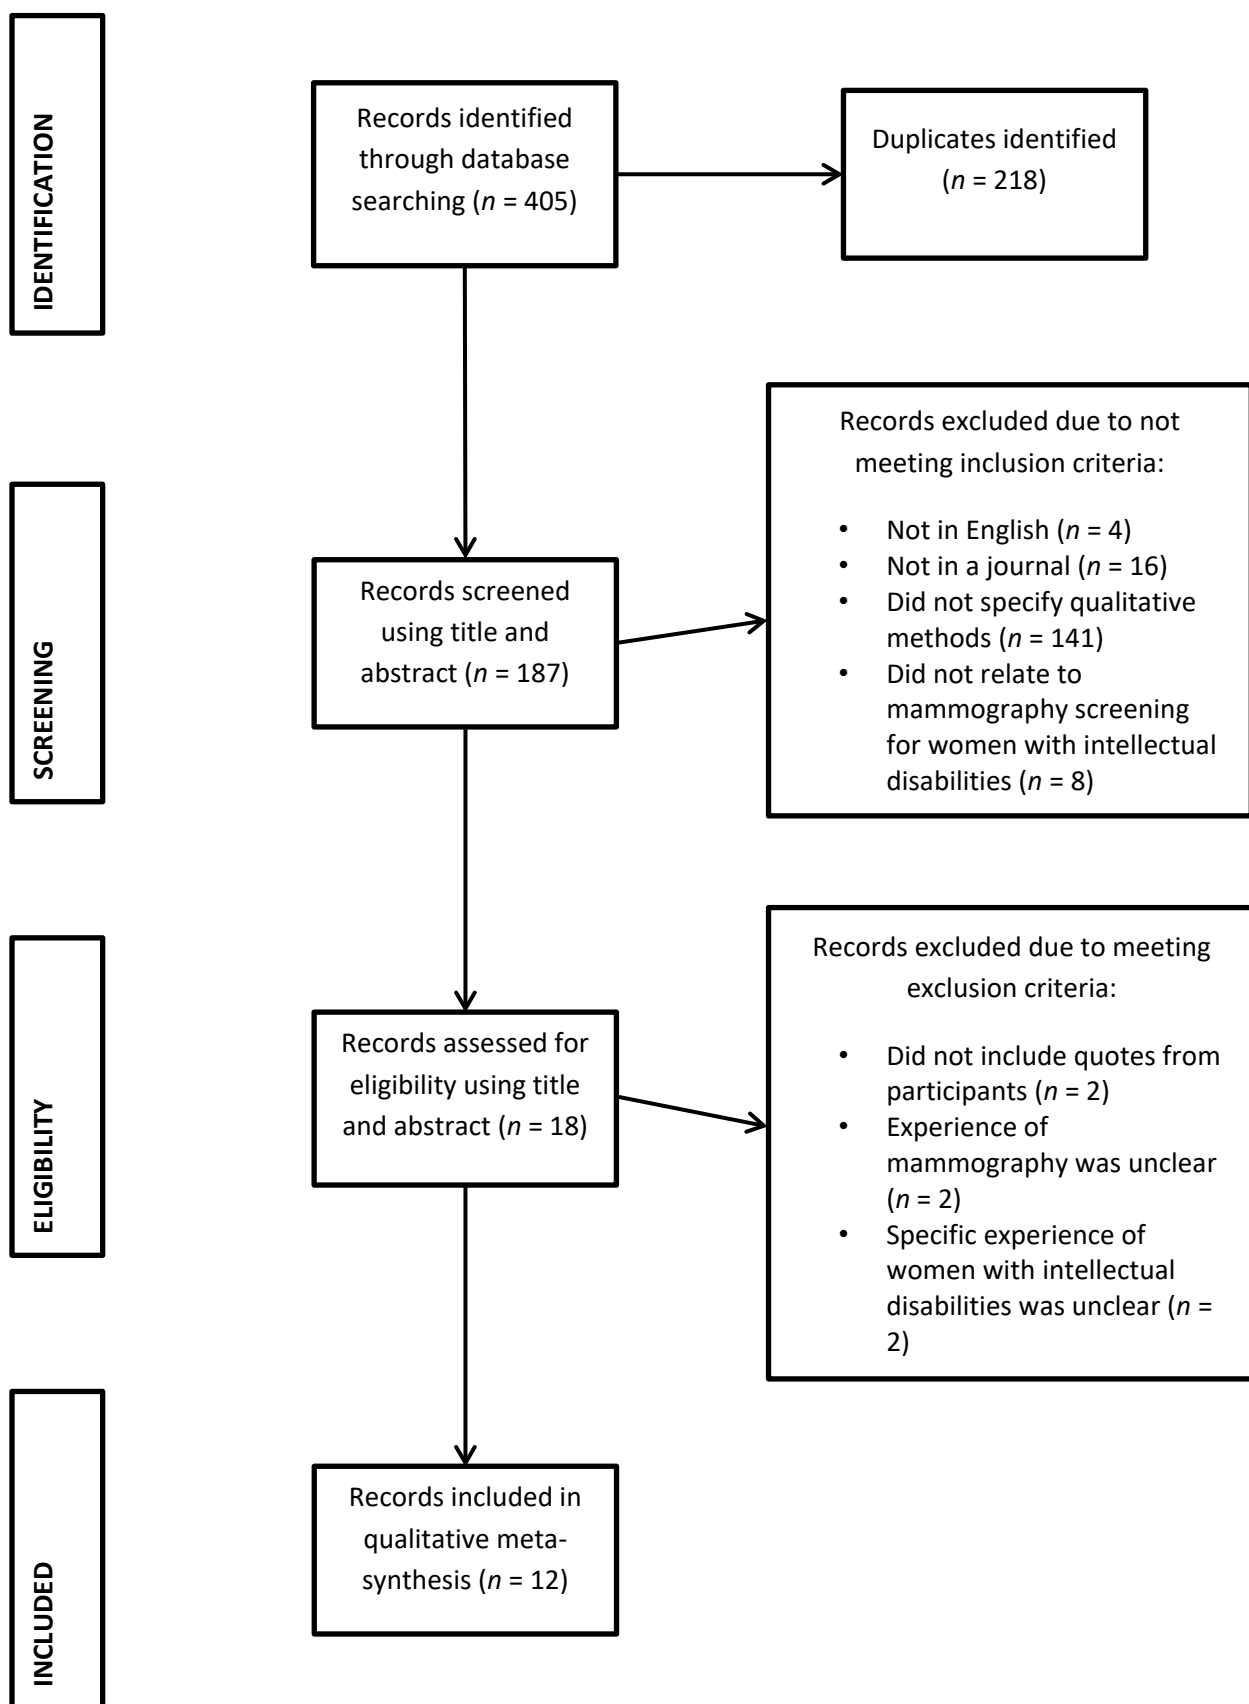 IDENTIFICATION
Records identified
through database
searching (n = 405)
Duplicates identified
(n = 218)
SCREENING
Records screened
using title and
abstract (n = 187)
Records excluded due to not
meeting inclusion criteria:
• Not in English (n = 4)
• Not in a journal (n = 16)
• Did not specify qualitative
methods (n = 141)
• Did not relate to
mammography screening
for women with intellectual
disabilities (n = 8)
ELIGIBILITY
Records assessed for
eligibility using title
and abstract (n = 18)
Records excluded due to meeting
exclusion criteria:
• Did not include quotes from
participants (n = 2)
• Experience of
mammography was unclear
(n = 2)
• Specific experience of
women with intellectual
disabilities was unclear (n =
2)
INCLUDED
Records included in
qualitative meta-
synthesis (n = 12)